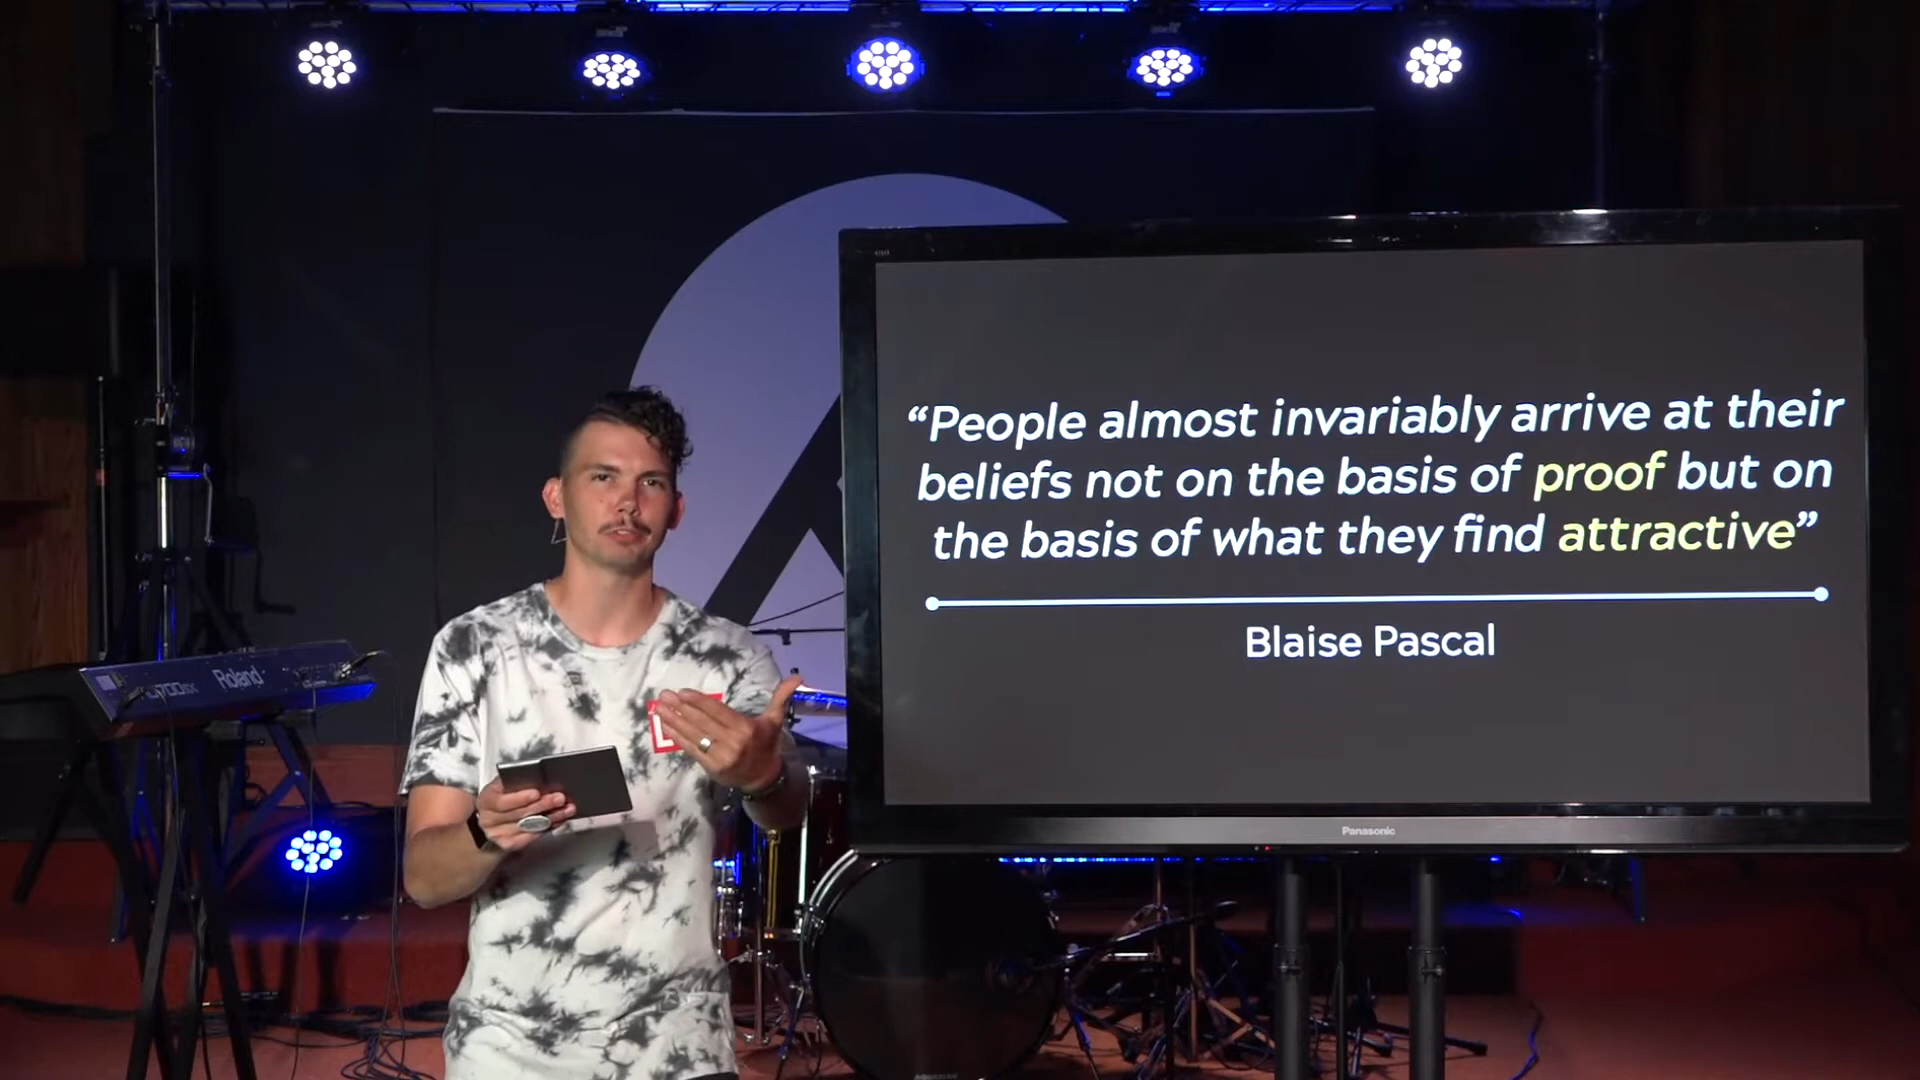 “People almost invariably arrive at their
beliefs not on the basis of proof but on
the basis of what they find attractive”
Blaise Pascal
Roland
Panasonic